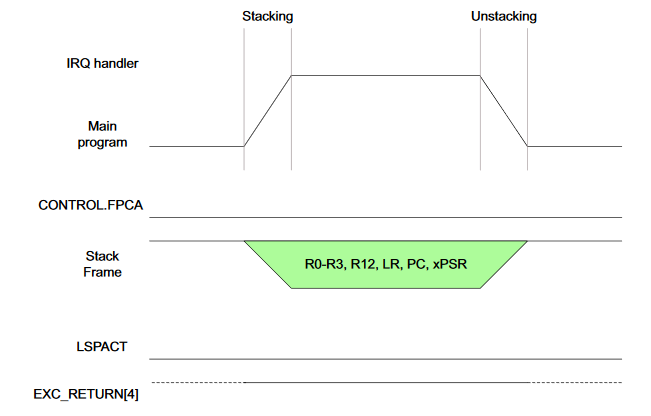 Stacking
Unstacking
IRQ handler
Main
program
CONTROL.FPCA
Stack
Frame
R0-R3, R12, LR, PC, xPSR
LSPACT
EXC_RETURN[4]